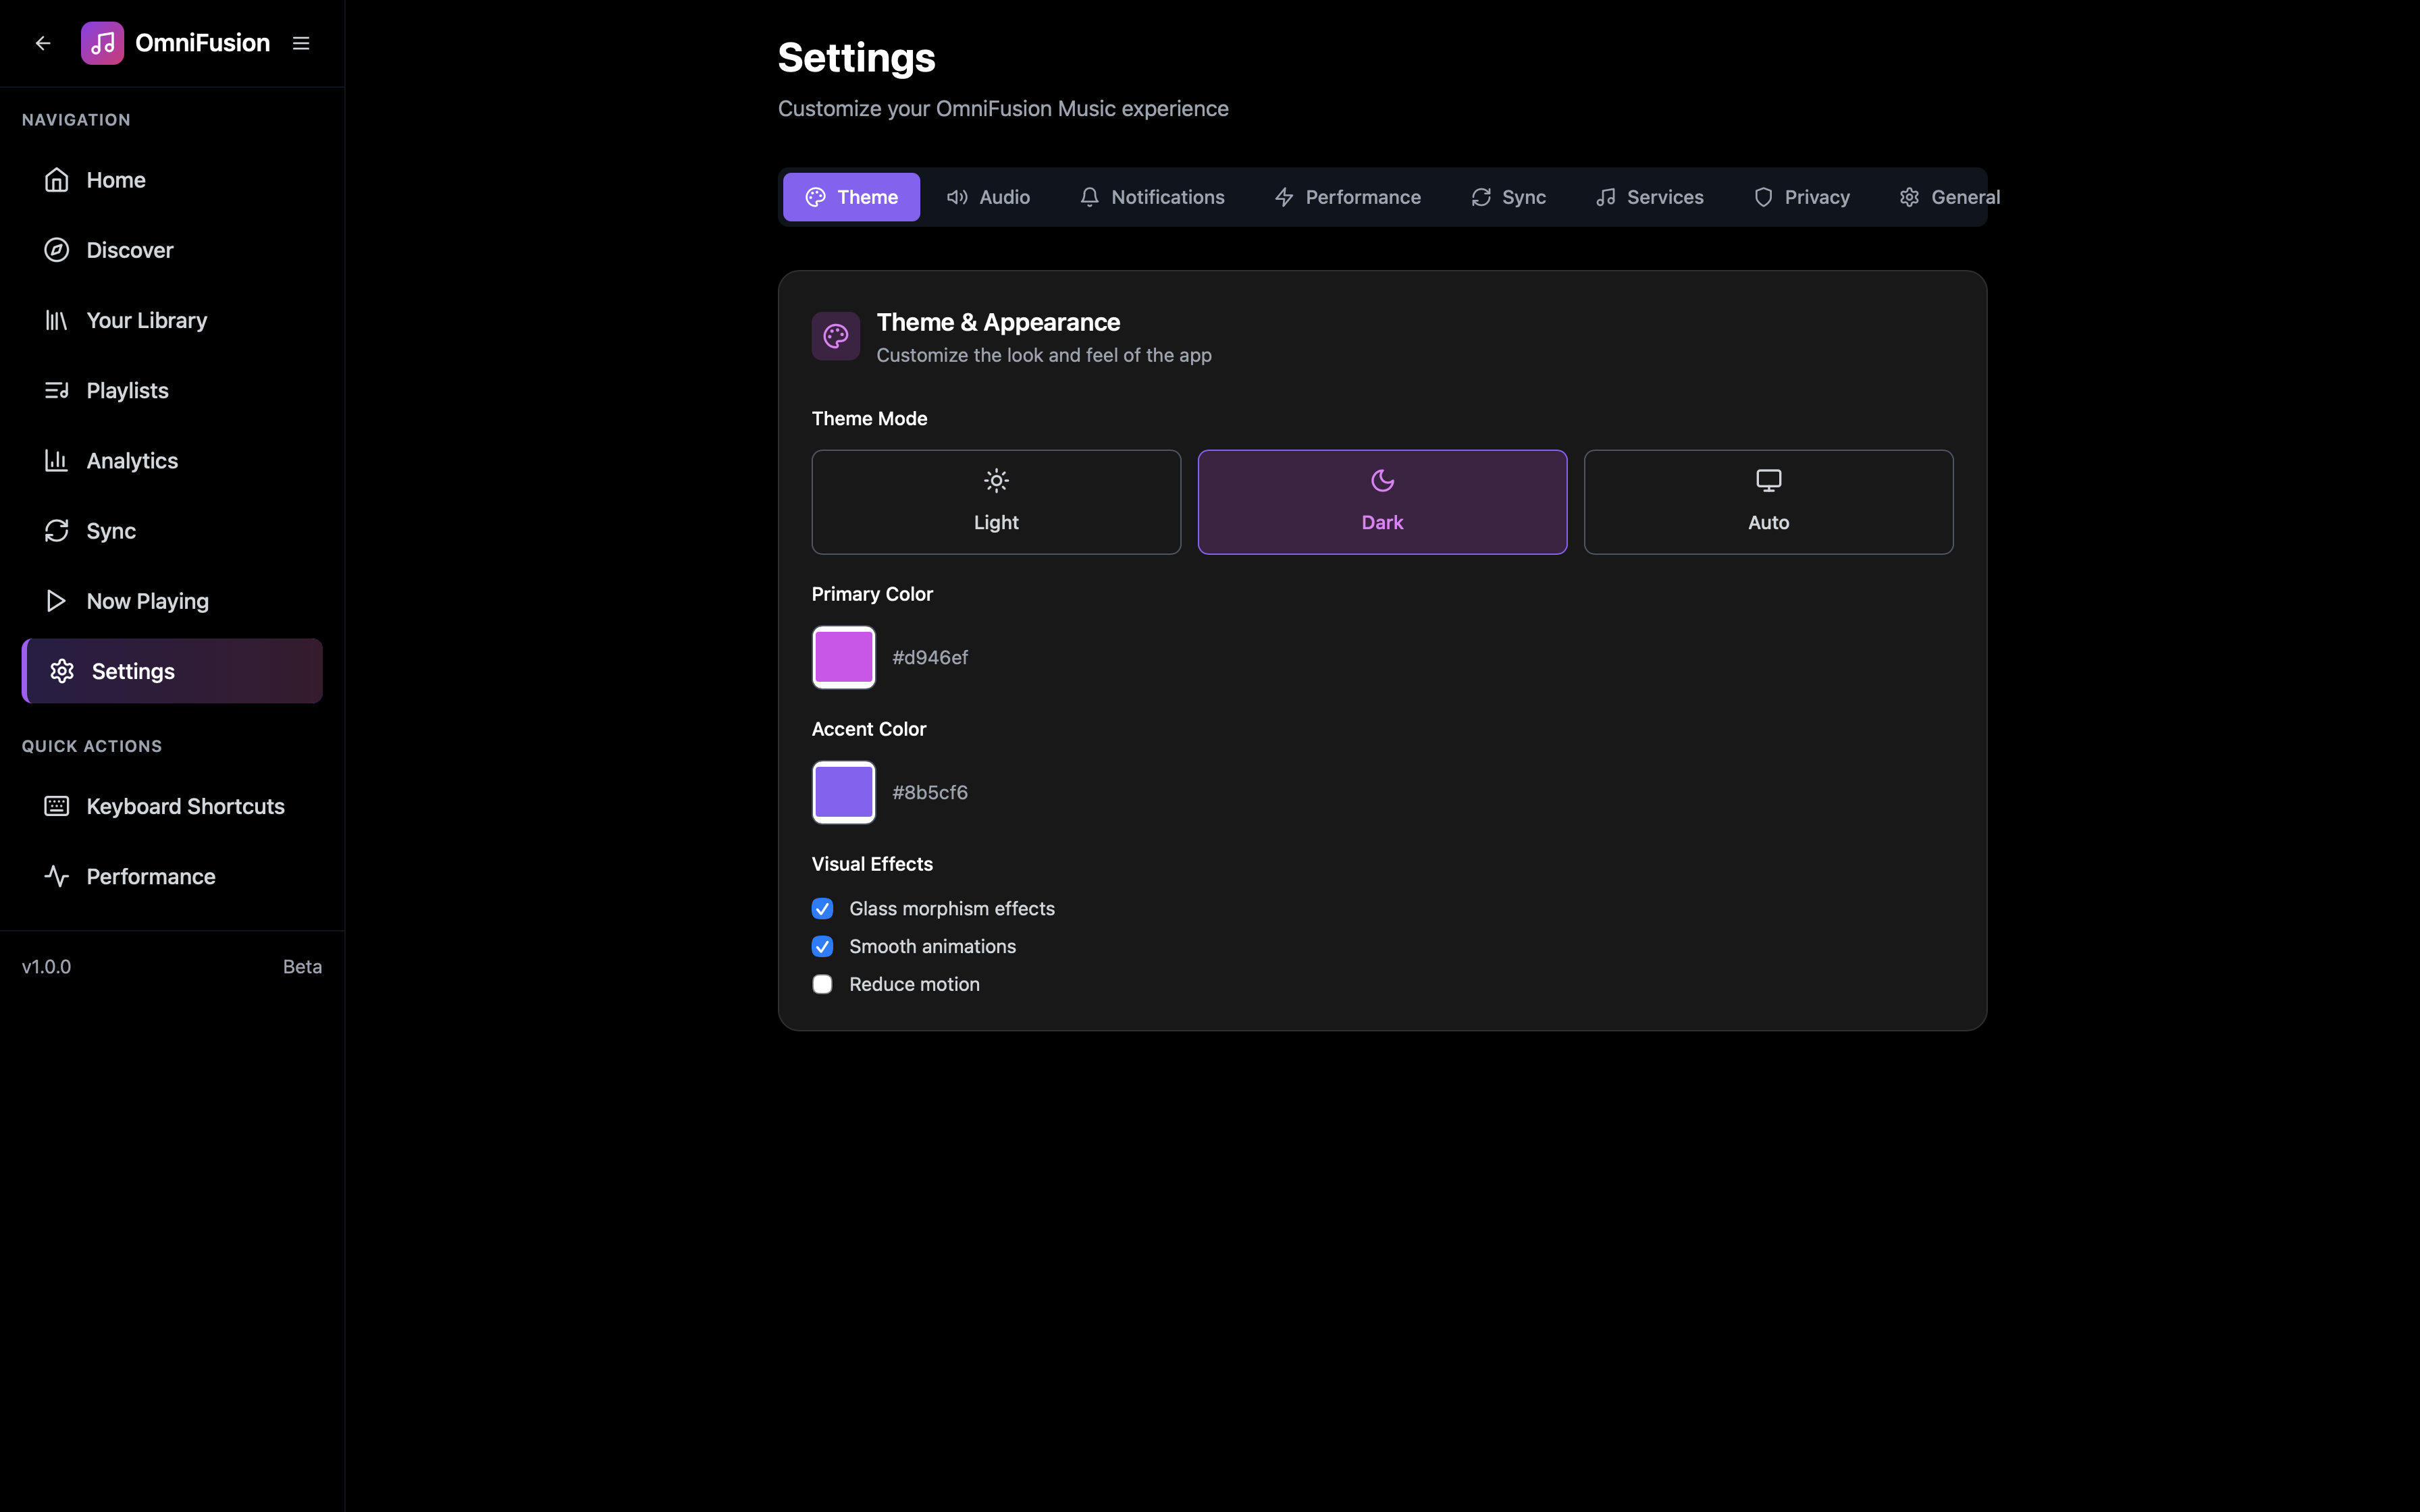 OmniFusion
NAVIGATION
Home
Discover
Your Library
Playlists
Analytics
Sync
Now Playing
Settings
QUICK ACTIONS
Keyboard Shortcuts
Performance
v1.0.0 Beta
Settings
Customize your OmniFusion Music experience
Theme Audio Notifications Performance Sync Services Privacy General
Theme & Appearance
Customize the look and feel of the app
Theme Mode
Light Dark Auto
Primary Color
#d946ef
Accent Color
#8b5cf6
Visual Effects
Glass morphism effects
Smooth animations
Reduce motion